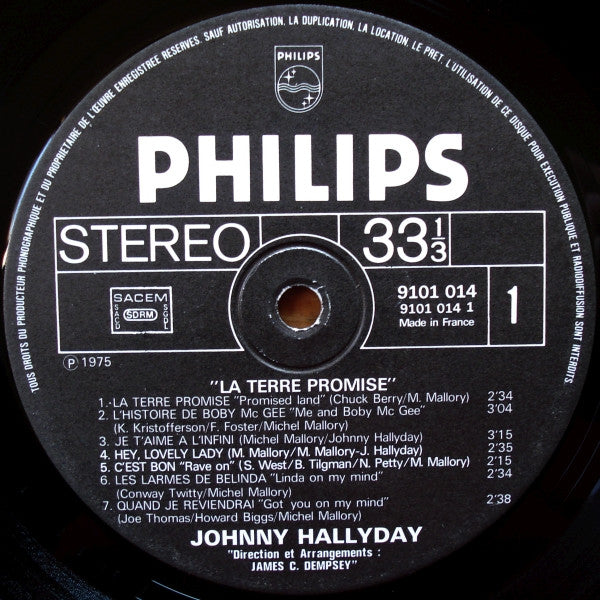 TOUS DROITS DU PRODUCTEUR PHONOGRAPHIQUE ET DU PROPRIETAIRE DE L'ŒUVRE ENREGISTREE RESERVES. SAUF AUTORISATION, LA DUPLICATION, LA LOCATION, LE PRET, L'UTILISATION DE CE DISQUE POUR EXECUTION PUBLIQUE ET RADIODIFFUSION SONT INTERDITS.
PHILIPS
PHILIPS
STEREO
33 1/3
SACEM
SACD
SDRM
SGDL
9101 014
9101 014 1
Made in France
1
Ⓟ 1975
"LA TERRE PROMISE"
1.-LA TERRE PROMISE "Promised land" (Chuck Berry/M. Mallory) 2'34
2. L'HISTOIRE DE BOBY Mc GEE "Me and Boby Mc Gee" 3'04
(K. Kristofferson/F. Foster/Michel Mallory)
3. JE T'AIME A L'INFINI (Michel Mallory/Johnny Hallyday) 3'15
4. HEY, LOVELY LADY (M. Mallory/M. Mallory-J. Hallyday) 2'35
5. C'EST BON "Rave on" (S. West/B. Tilgman/N. Petty/M. Mallory) 2'15
6. LES LARMES DE BELINDA "Linda on my mind" 2'34
(Conway Twitty/Michel Mallory)
7. QUAND JE REVIENDRAI "Got you on my mind" 2'38
(Joe Thomas/Howard Biggs/Michel Mallory)
JOHNNY HALLYDAY
"Direction et Arrangements :
JAMES C. DEMPSEY"